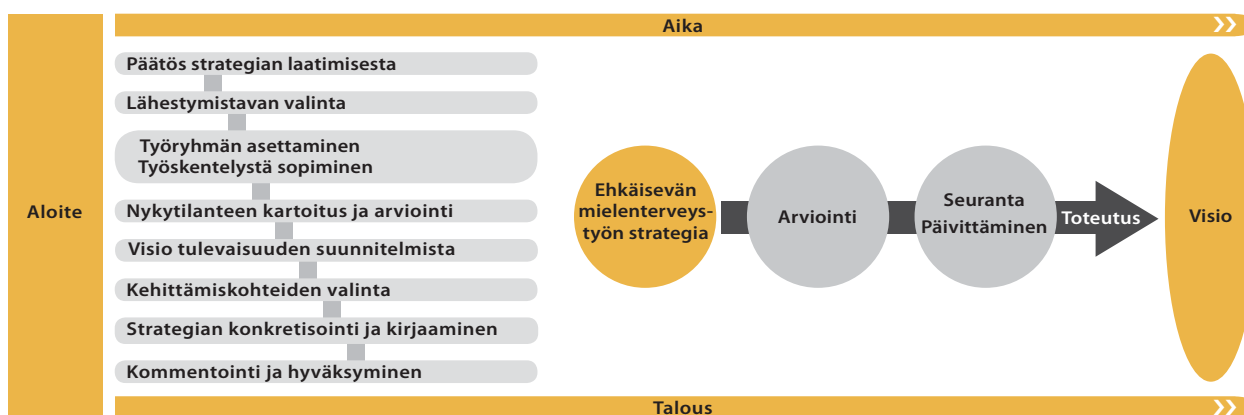 Aika
Aloite
Päätös strategian laatimisesta
Lähestymistavan valinta
Työryhmän asettaminen
Työskentelystä sopiminen
Nykytilanteen kartoitus ja arviointi
Visio tulevaisuuden suunnitelmista
Kehittämiskohteiden valinta
Strategian konkretisointi ja kirjaaminen
Kommentointi ja hyväksyminen
Ehkäisevän
mielenterveys-
työn strategia
Arviointi
Seuranta
Päivittäminen
Toteutus
Visio
Talous